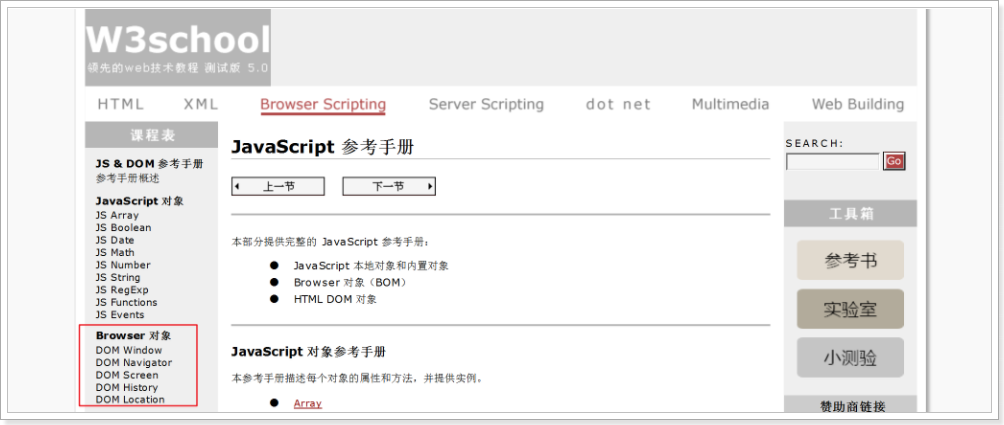 W3school
领先的web技术教程 测试版 5.0
HTML XML Browser Scripting Server Scripting dot net Multimedia Web Building
课程表
JS & DOM 参考手册
参考手册概述
JavaScript 对象
JS Array
JS Boolean
JS Date
JS Math
JS Number
JS String
JS RegExp
JS Functions
JS Events
Browser 对象
DOM Window
DOM Navigator
DOM Screen
DOM History
DOM Location
JavaScript 参考手册
上一节 下一节
本部分提供完整的 JavaScript 参考手册：
JavaScript 本地对象和内置对象
Browser 对象（BOM）
HTML DOM 对象
JavaScript 对象参考手册
本参考手册描述每个对象的属性和方法，并提供实例。
Array
SEARCH:
Go
工具箱
参考书
实验室
小测验
赞助商链接